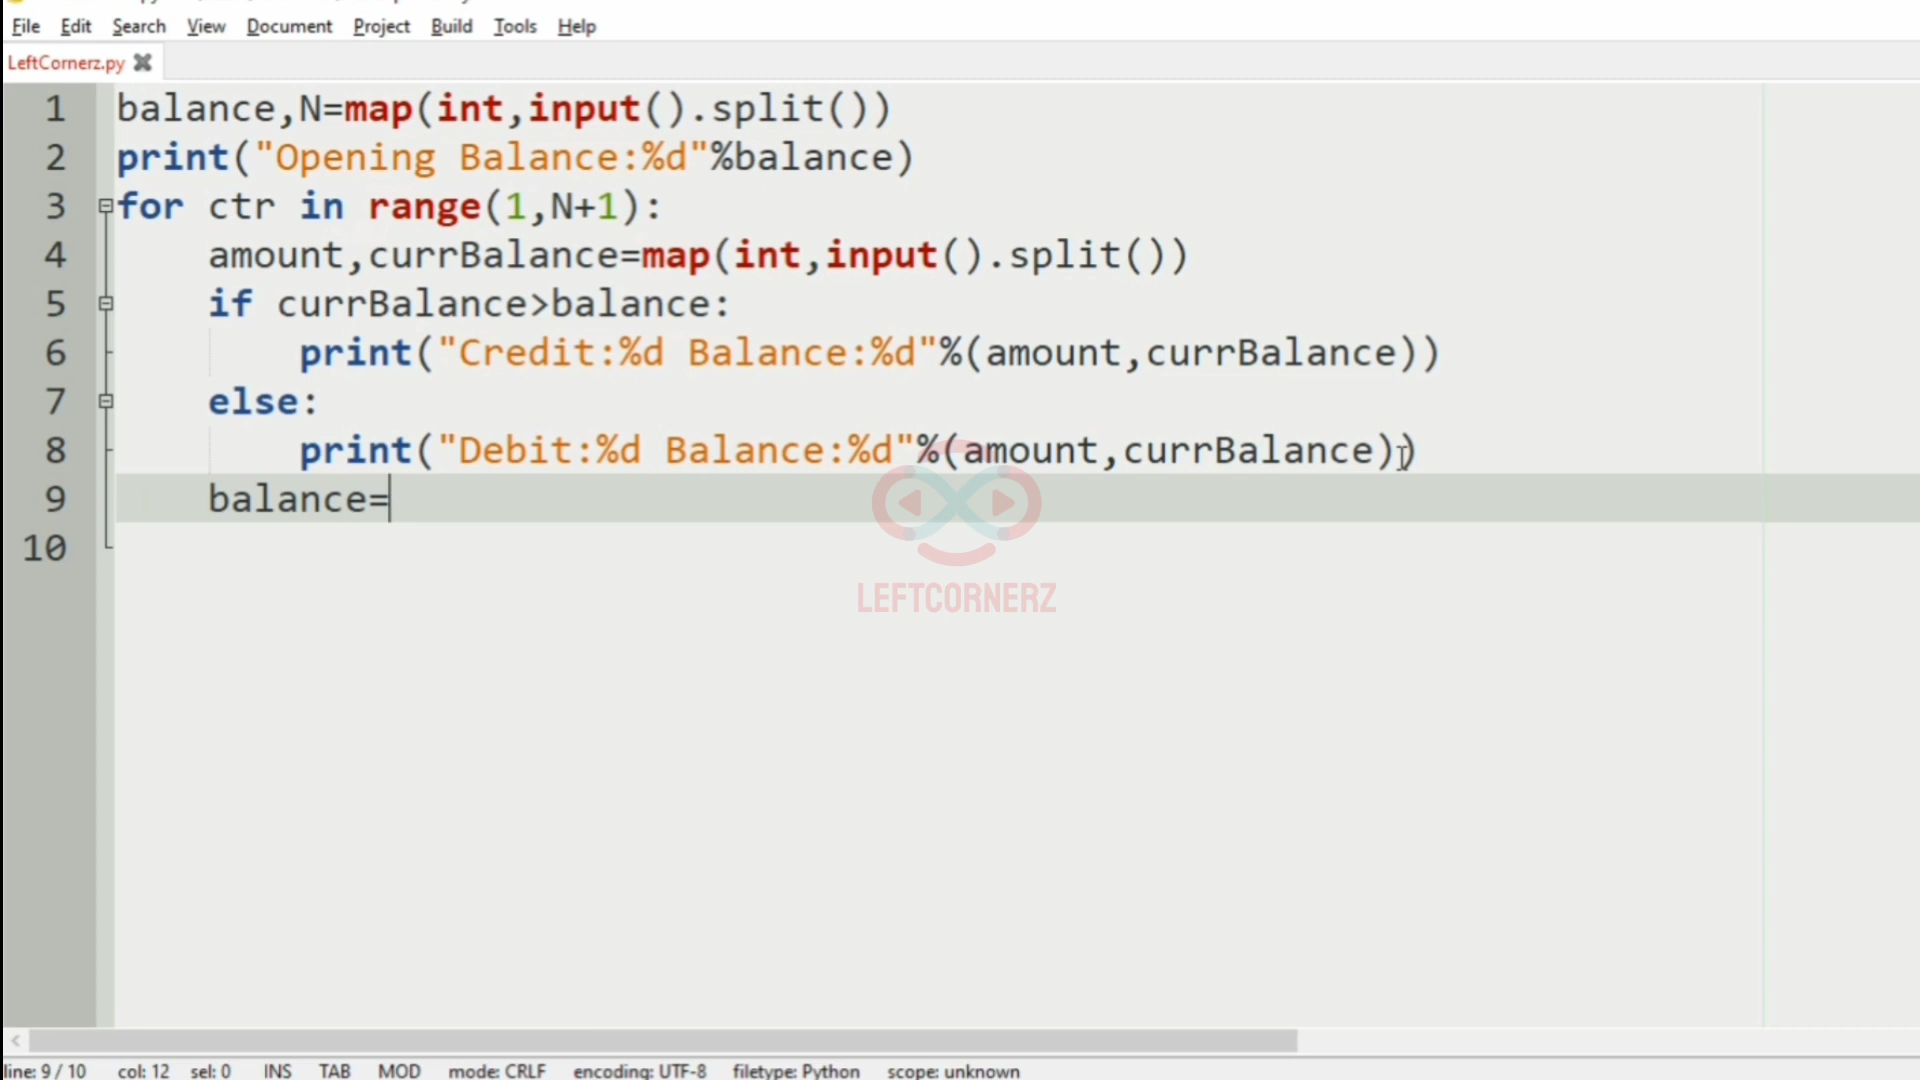 File Edit Search View Document Project Build Tools Help
LeftCornerz.py
1 balance,N=map(int,input().split())
2 print("Opening Balance:%d"%balance)
3 for ctr in range(1,N+1):
4 amount,currBalance=map(int,input().split())
5 if currBalance>balance:
6 print("Credit:%d Balance:%d"%(amount,currBalance))
7 else:
8 print("Debit:%d Balance:%d"%(amount,currBalance))
9 balance=
10
LEFTCORNERZ
line: 9 / 10 col: 12 sel: 0 INS TAB MOD mode: CRLF encoding: UTF-8 filetype: Python scope: unknown